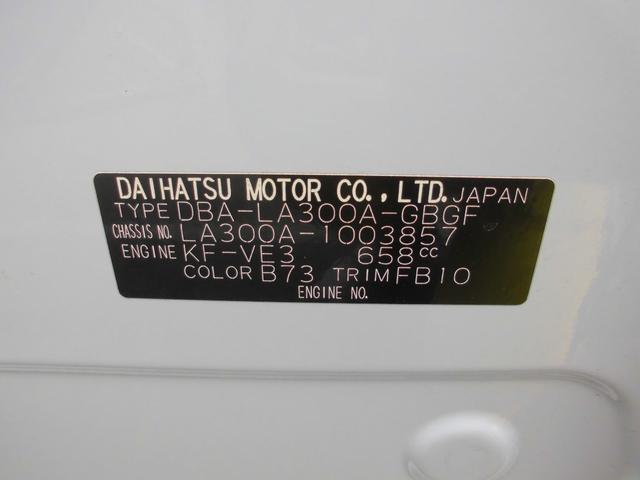 DAIHATSU MOTOR CO., LTD. JAPAN
TYPE DBA-LA300A-GBGF
CHASSIS NO. LA300A-1003857
ENGINE KF-VE3 658cc
COLOR B73 TRIM FB10
ENGINE NO.